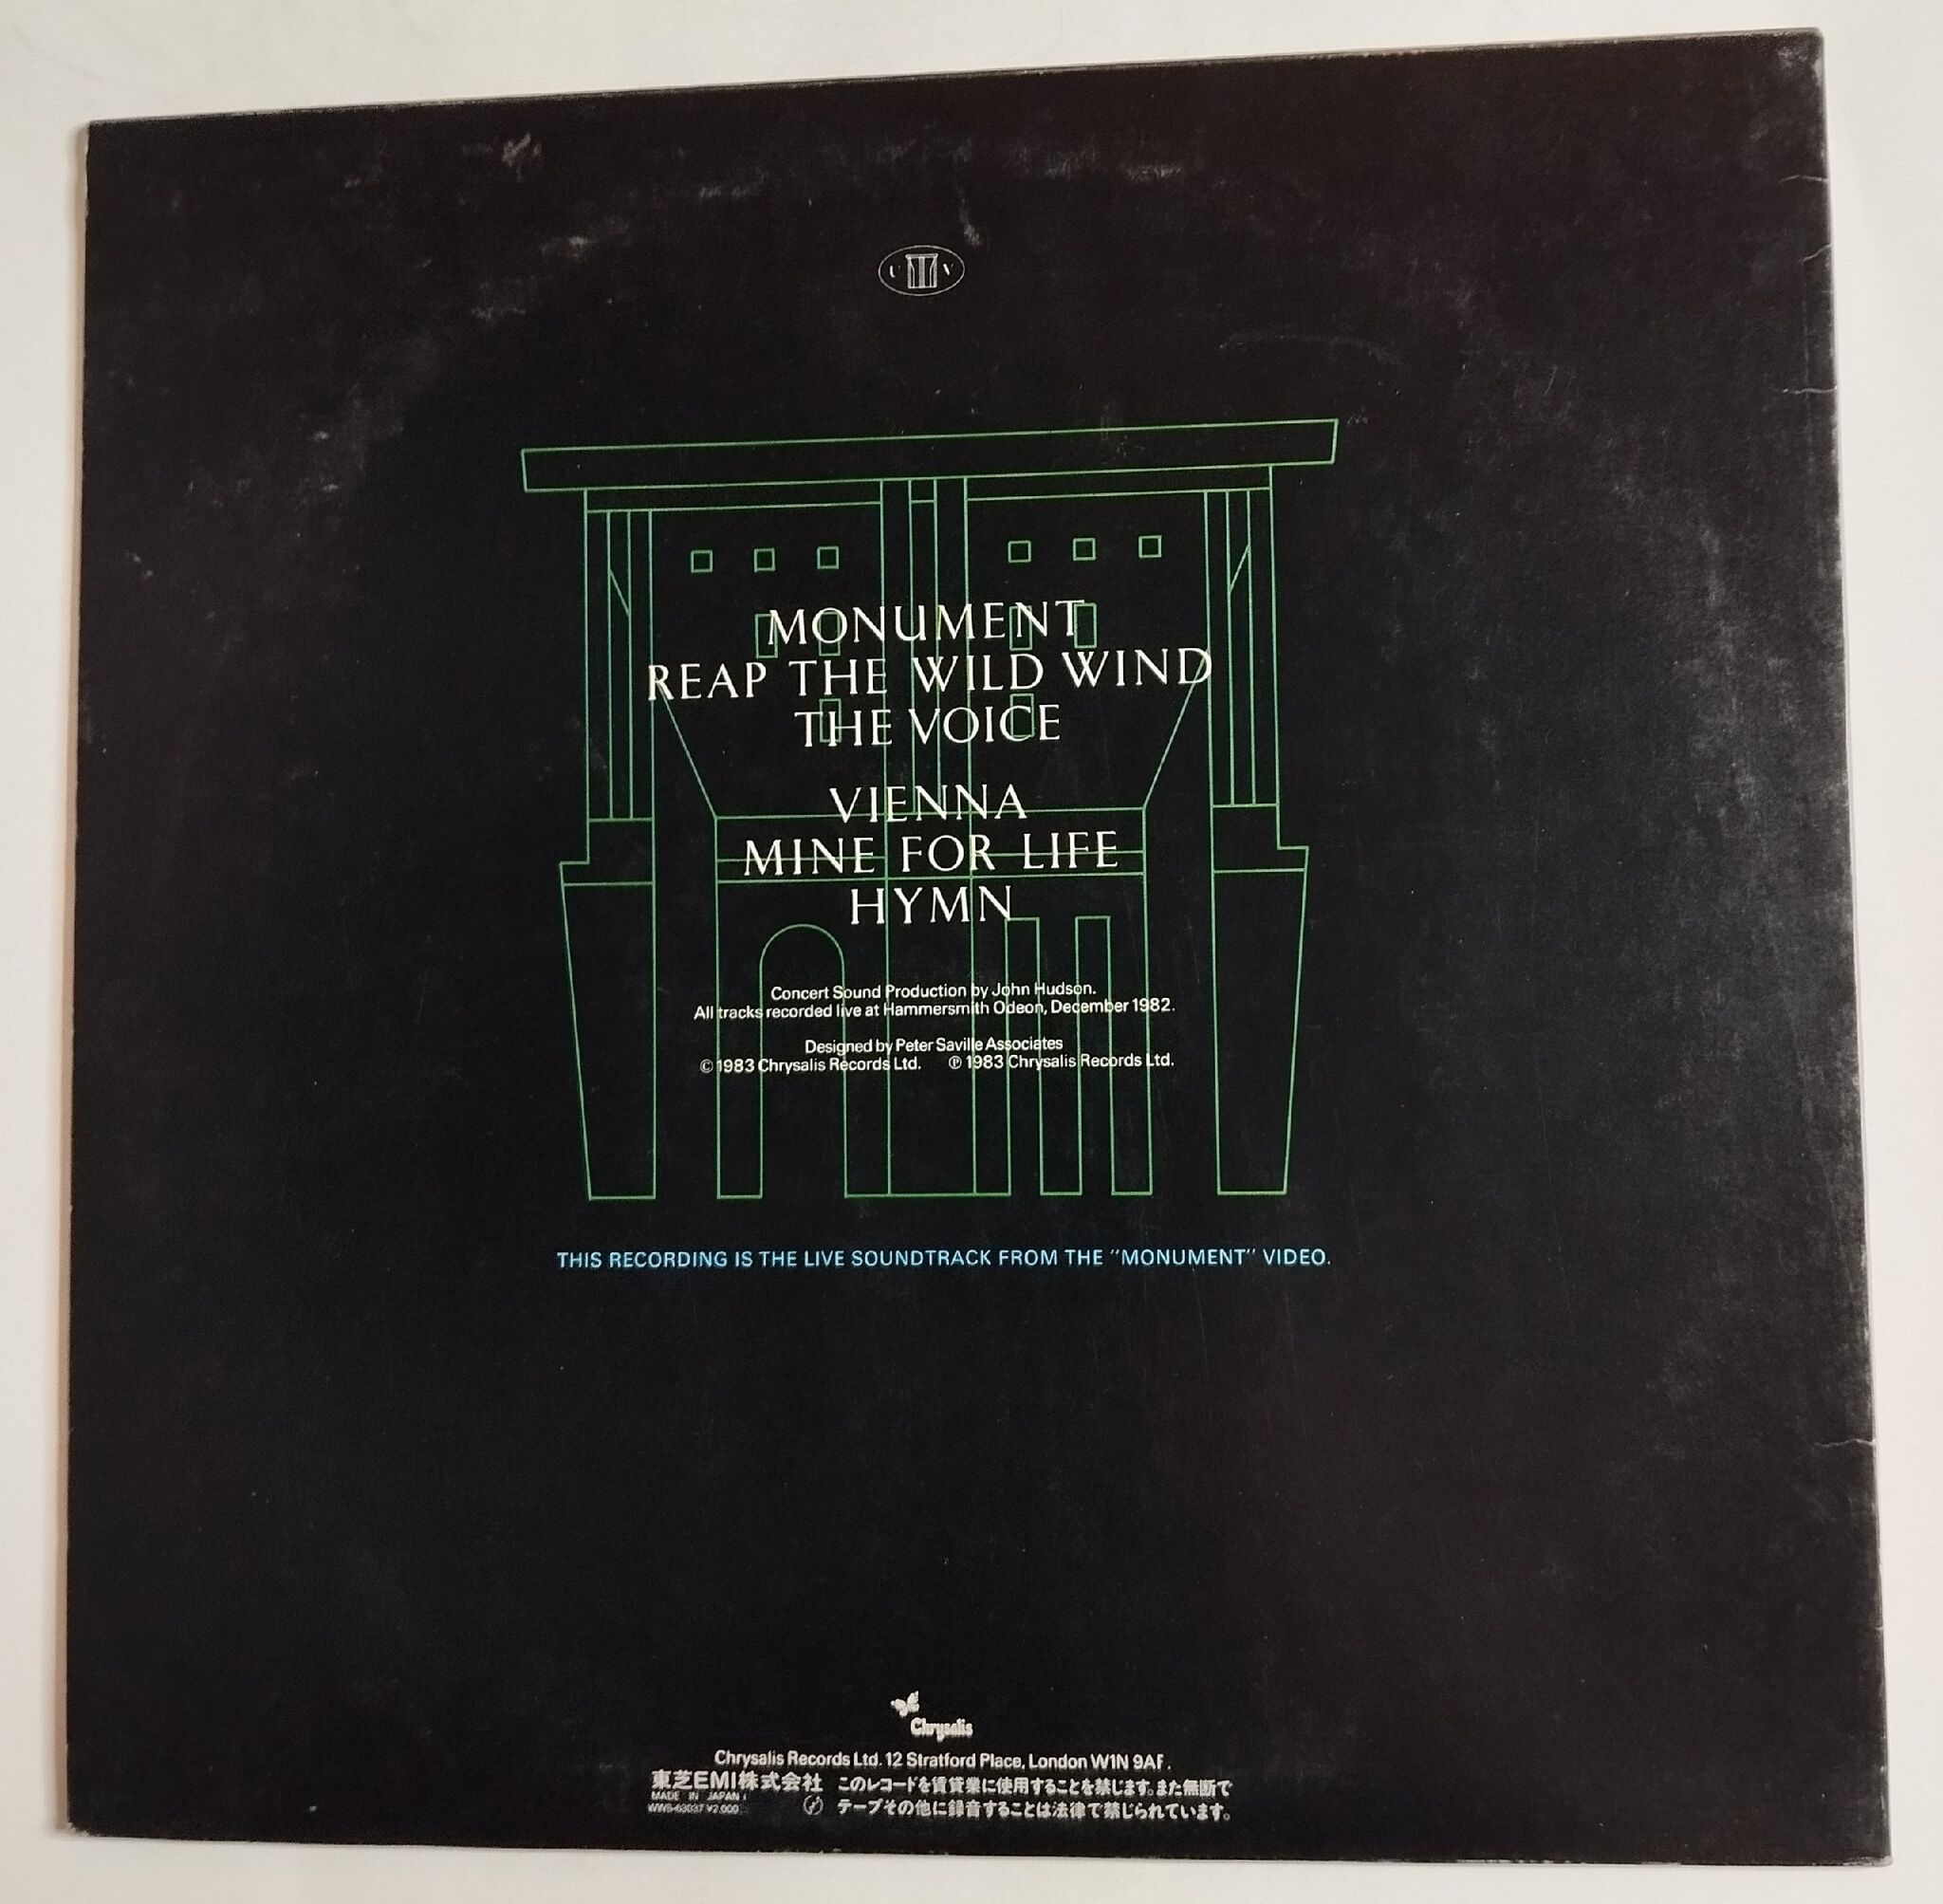 U V
MONUMENT
REAP THE WILD WIND
THE VOICE
VIENNA
MINE FOR LIFE
HYMN
Concert Sound Production by John Hudson.
All tracks recorded live at Hammersmith Odeon, December 1982.
Designed by Peter Saville Associates
© 1983 Chrysalis Records Ltd. ℗ 1983 Chrysalis Records Ltd.
THIS RECORDING IS THE LIVE SOUNDTRACK FROM THE "MONUMENT" VIDEO.
Chrysalis
Chrysalis Records Ltd. 12 Stratford Place, London W1N 9AF.
東芝EMI株式会社 このレコードを賃貸業に使用することを禁じます。また無断で
MADE IN JAPAN
WWS-63037 ¥2,000 テープその他に録音することは法律で禁じられています。